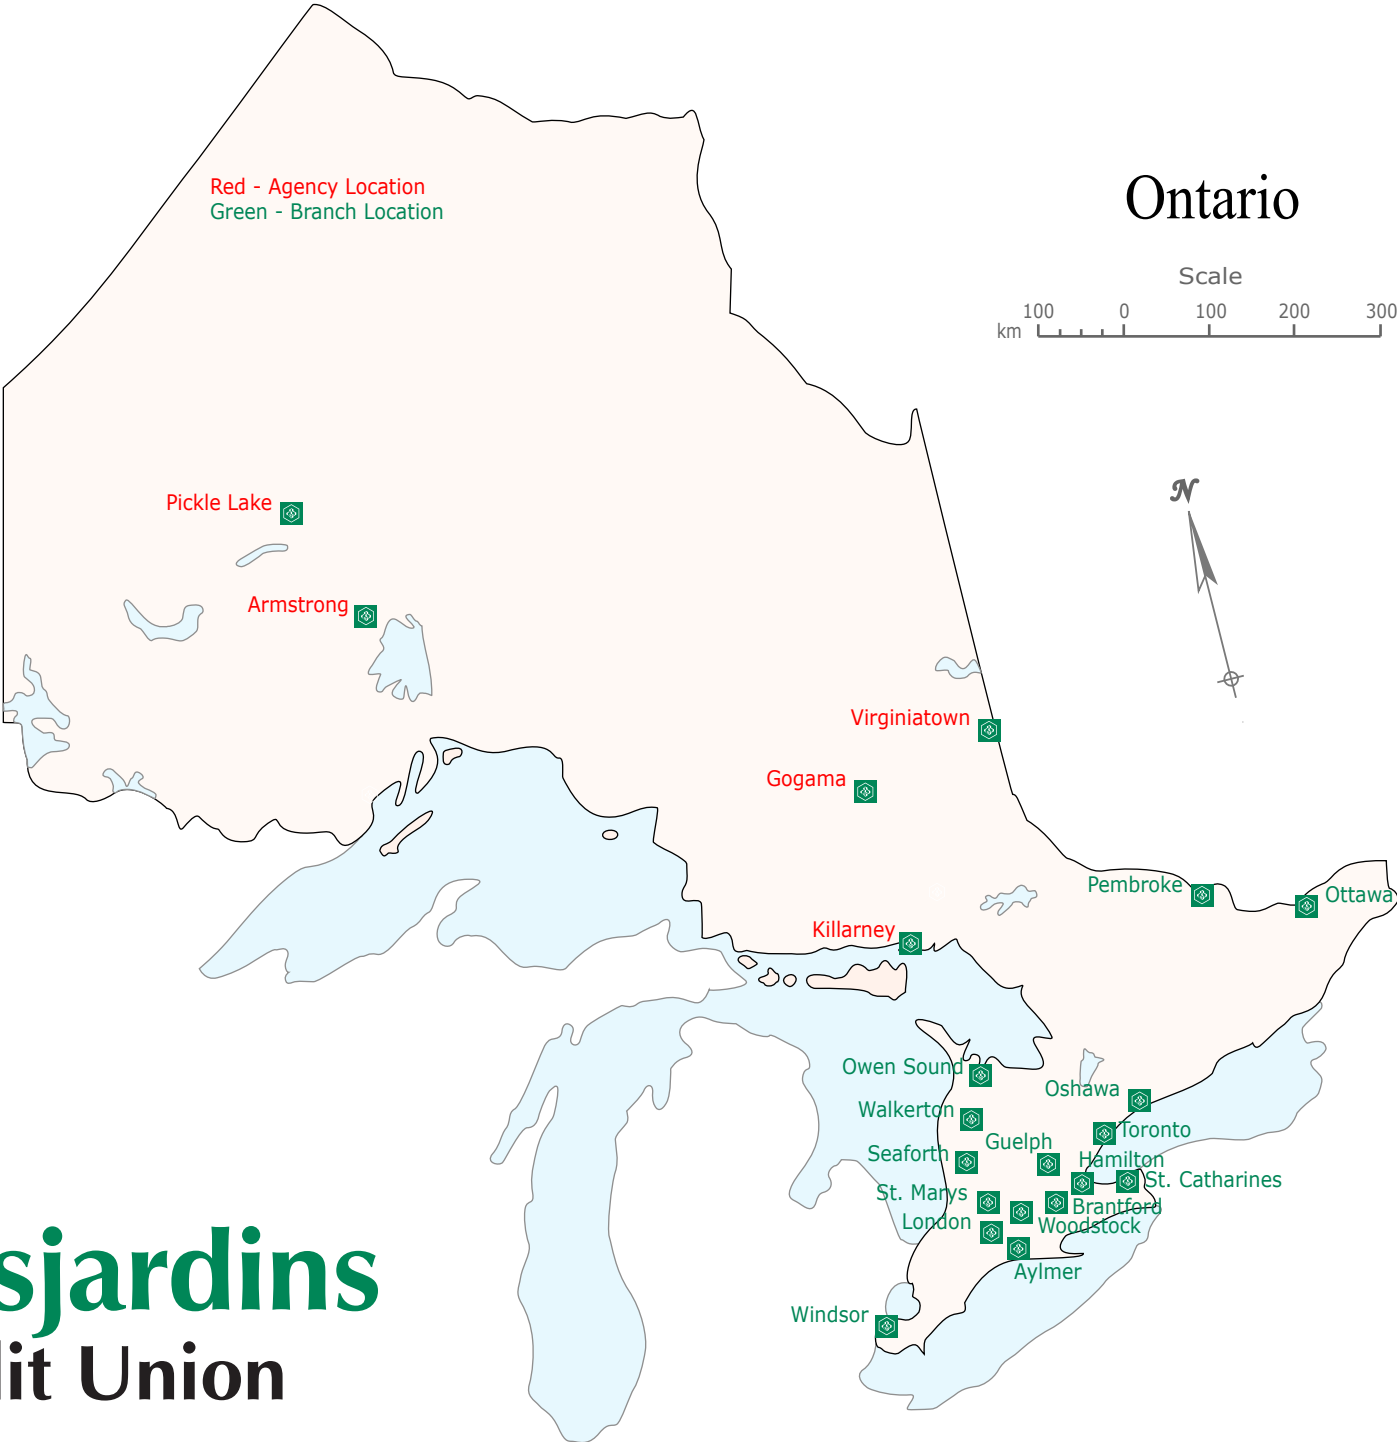 Ontario
Red - Agency Location
Green - Branch Location
Scale
100 0 100 200 300
km
N
Pickle Lake
Armstrong
Virginiatown
Gogama
Pembroke
Ottawa
Killarney
Owen Sound
Oshawa
Walkerton
Toronto
Guelph
Seaforth
Hamilton
St. Catharines
St. Marys
Brantford
London
Woodstock
Aylmer
Windsor
sjardins
lit Union